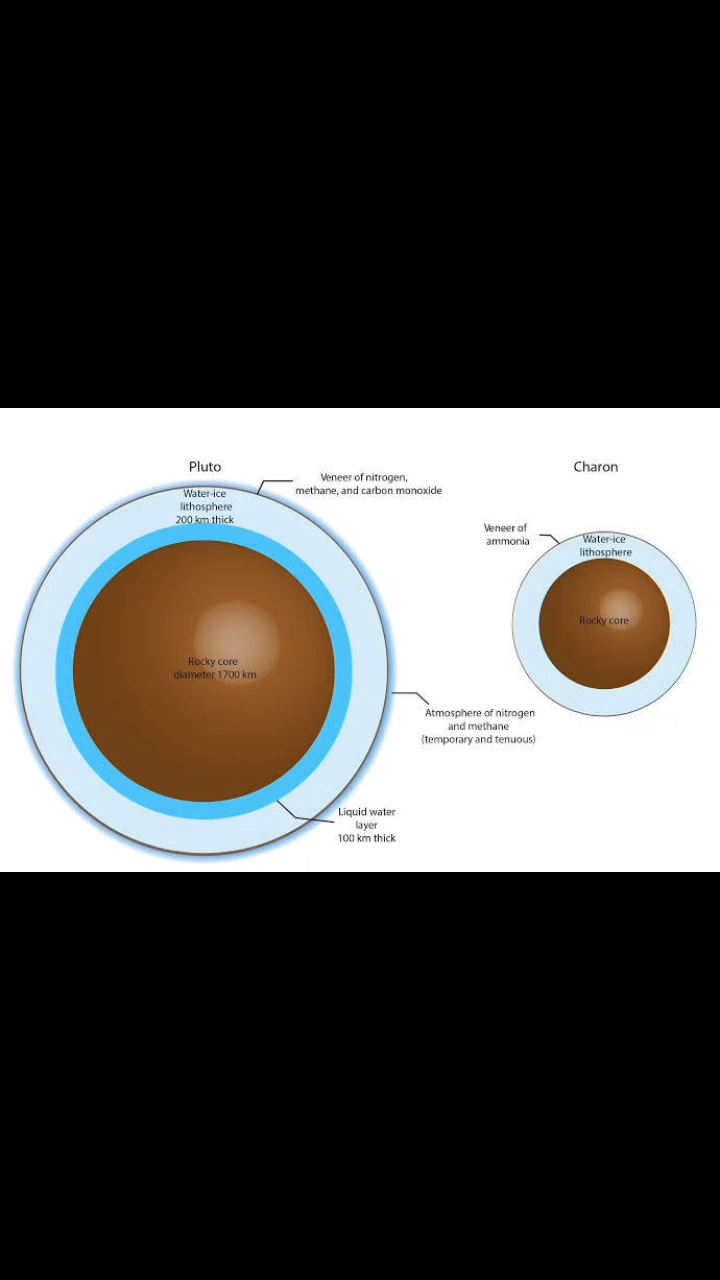 Pluto
Charon
Veneer of nitrogen,
methane, and carbon monoxide
Water-ice
lithosphere
200 km thick
Veneer of
ammonia
Water-ice
lithosphere
Rocky core
Rocky core
diameter 1700 km
Atmosphere of nitrogen
and methane
(temporary and tenuous)
Liquid water
layer
100 km thick